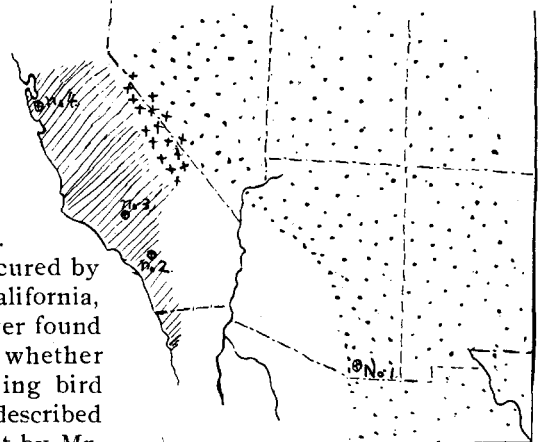 no.4
no.3
no.2
No.1
cured by
alifornia,
er found
whether
ing bird
described
t by Mr.